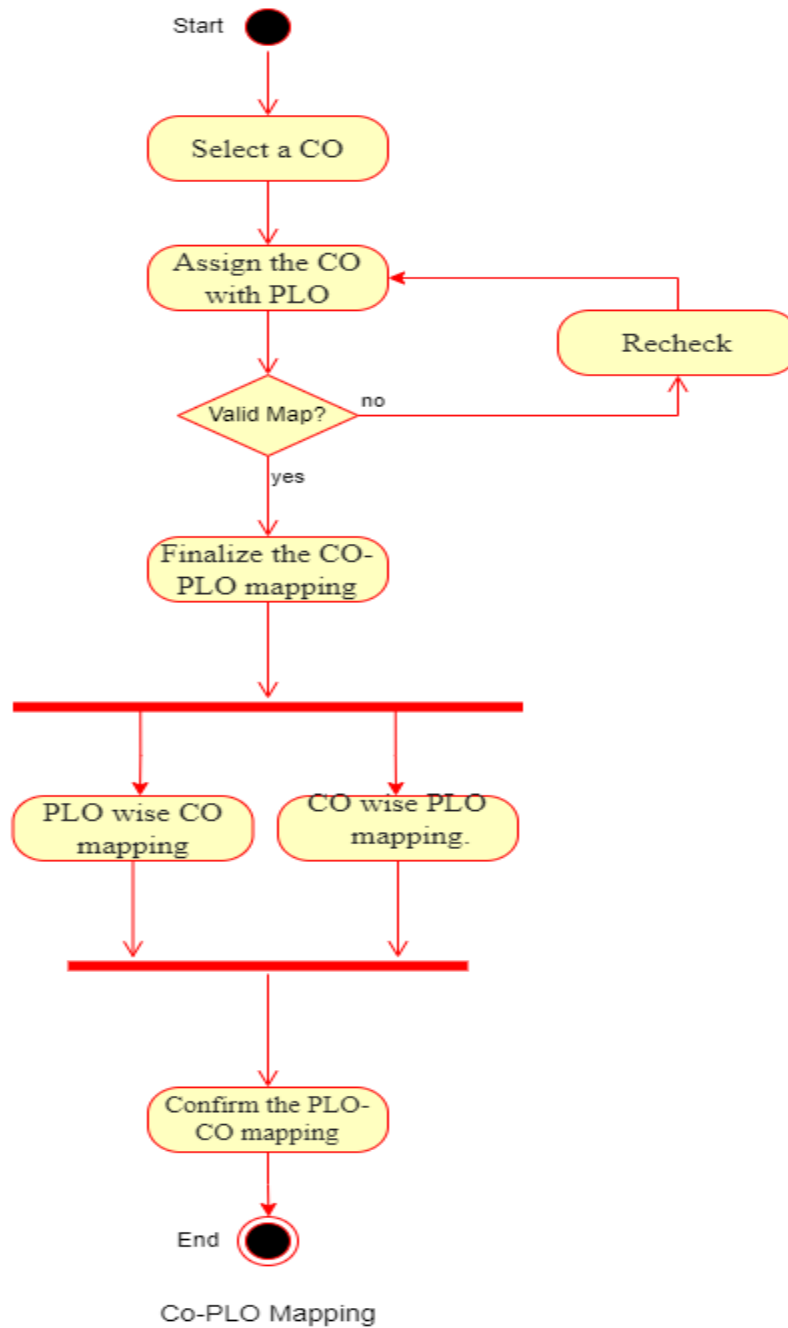 Start
Select a CO
Assign the CO
with PLO
Recheck
Valid Map?
no
yes
Finalize the CO-
PLO mapping
PLO wise CO
mapping
CO wise PLO
mapping.
Confirm the PLO-
CO mapping
End
Co-PLO Mapping